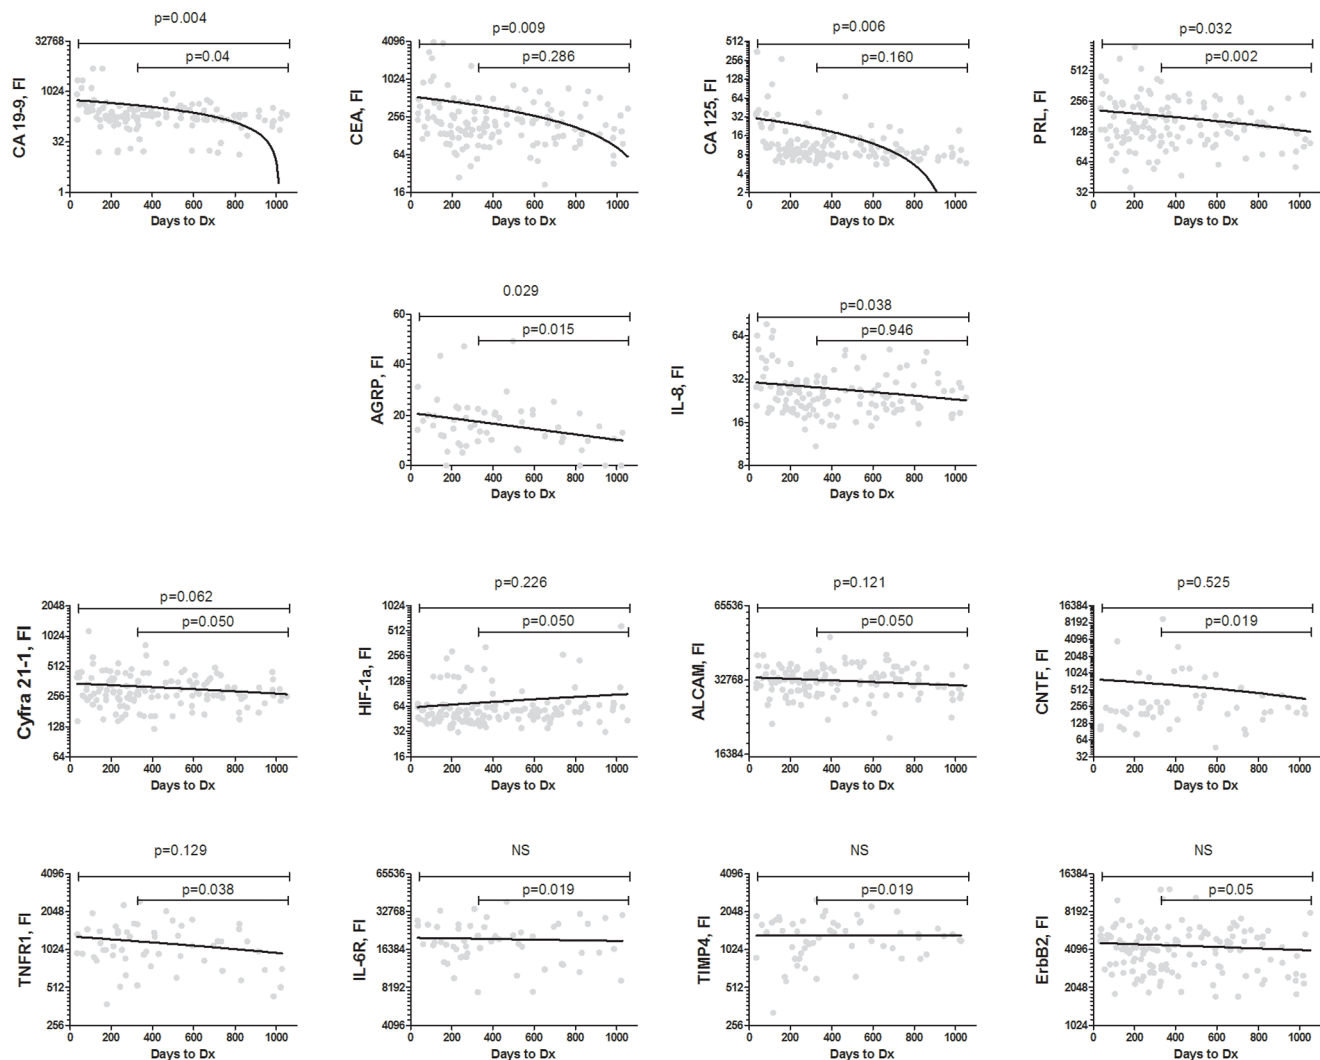 p=0.004
p=0.04
CA 19-9, FI
32768
1024
32
1
0 200 400 600 800 1000
Days to Dx
p=0.009
p=0.286
CEA, FI
4096
1024
256
64
16
0 200 400 600 800 1000
Days to Dx
p=0.006
p=0.160
CA 125, FI
512
256
128
64
32
16
8
4
2
0 200 400 600 800 1000
Days to Dx
p=0.032
p=0.002
PRL, FI
512
256
128
64
32
0 200 400 600 800 1000
Days to Dx
0.029
p=0.015
AGRP, FI
60
40
20
0
0 200 400 600 800 1000
Days to Dx
p=0.038
p=0.946
IL-8, FI
64
32
16
8
0 200 400 600 800 1000
Days to Dx
p=0.062
p=0.050
Cyfra 21-1, FI
2048
1024
512
256
128
64
0 200 400 600 800 1000
Days to Dx
p=0.226
p=0.050
HIF-1a, FI
1024
512
256
128
64
32
16
0 200 400 600 800 1000
Days to Dx
p=0.121
p=0.050
ALCAM, FI
65536
32768
16384
0 200 400 600 800 1000
Days to Dx
p=0.525
p=0.019
CNTF, FI
16384
8192
4096
2048
1024
512
256
128
64
32
0 200 400 600 800 1000
Days to Dx
p=0.129
p=0.038
TNFR1, FI
4096
2048
1024
512
256
0 200 400 600 800 1000
Days to Dx
NS
p=0.019
IL-6R, FI
65536
32768
16384
8192
4096
0 200 400 600 800 1000
Days to Dx
NS
p=0.019
TIMP4, FI
4096
2048
1024
512
256
0 200 400 600 800 1000
Days to Dx
NS
p=0.05
ErbB2, FI
16384
8192
4096
2048
1024
0 200 400 600 800 1000
Days to Dx